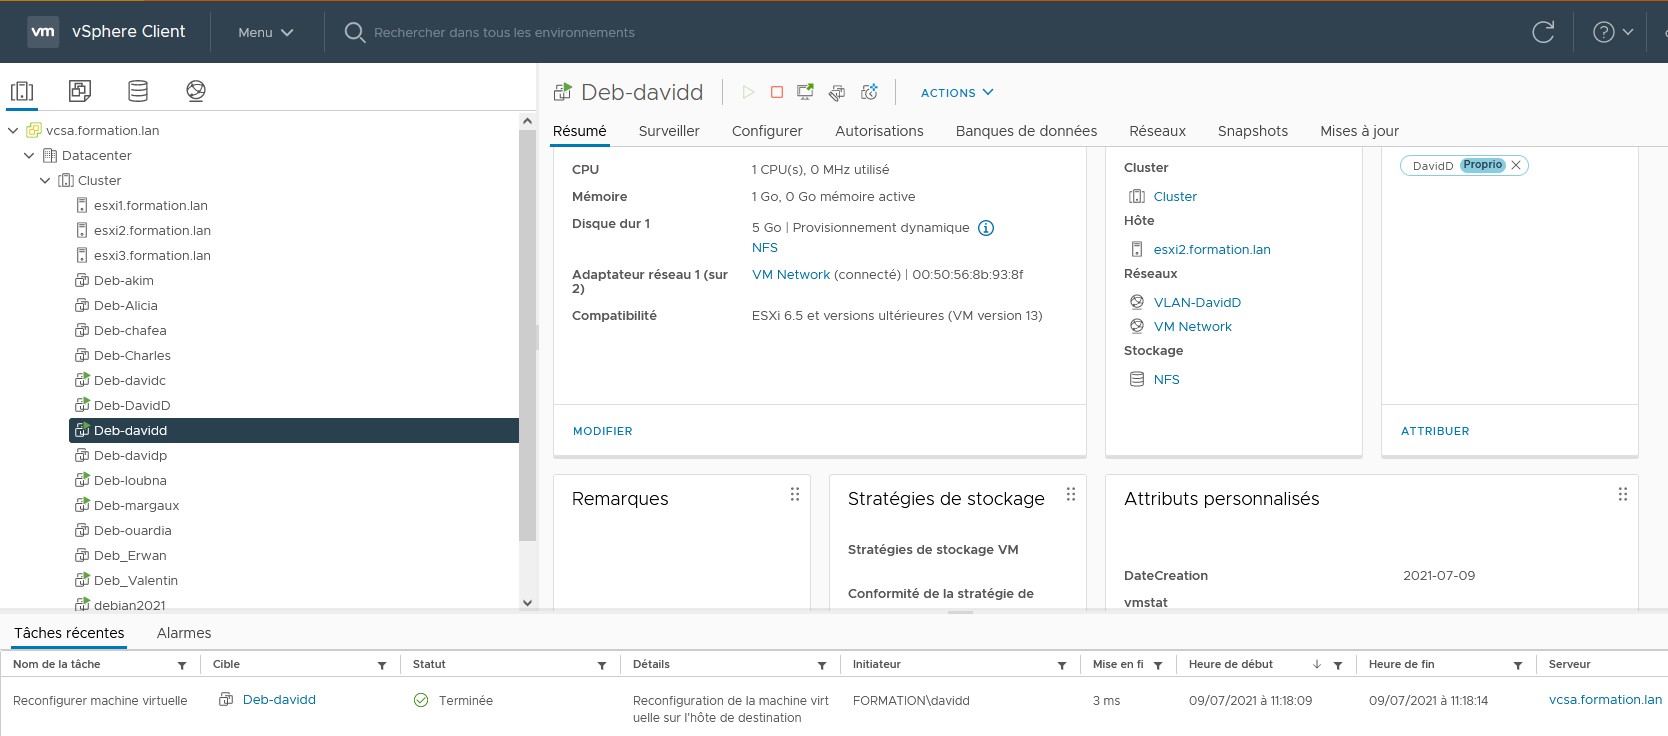 vm vSphere Client Menu Rechercher dans tous les environnements
vcsa.formation.lan
Datacenter
Cluster
esxi1.formation.lan
esxi2.formation.lan
esxi3.formation.lan
Deb-akim
Deb-Alicia
Deb-chafea
Deb-Charles
Deb-davidc
Deb-DavidD
Deb-davidd
Deb-davidp
Deb-loubna
Deb-margaux
Deb-ouardia
Deb_Erwan
Deb_Valentin
debian2021
Deb-davidd ACTIONS
Résumé Surveiller Configurer Autorisations Banques de données Réseaux Snapshots Mises à jour
CPU 1 CPU(s), 0 MHz utilisé
Mémoire 1 Go, 0 Go mémoire active
Disque dur 1 5 Go | Provisionnement dynamique
NFS
Adaptateur réseau 1 (sur VM Network (connecté) | 00:50:56:8b:93:8f
2)
Compatibilité ESXi 6.5 et versions ultérieures (VM version 13)
MODIFIER
Cluster
Cluster
Hôte
esxi2.formation.lan
Réseaux
VLAN-DavidD
VM Network
Stockage
NFS
DavidD Proprio
ATTRIBUER
Remarques
Stratégies de stockage
Stratégies de stockage VM
Conformité de la stratégie de
Attributs personnalisés
DateCreation 2021-07-09
vmstat
Tâches récentes Alarmes
Nom de la tâche Cible Statut Détails Initiateur Mise en fi Heure de début Heure de fin Serveur
Reconfigurer machine virtuelle Deb-davidd Terminée Reconfiguration de la machine virt FORMATION\davidd 3 ms 09/07/2021 à 11:18:09 09/07/2021 à 11:18:14 vcsa.formation.lan
uelle sur l'hôte de destination